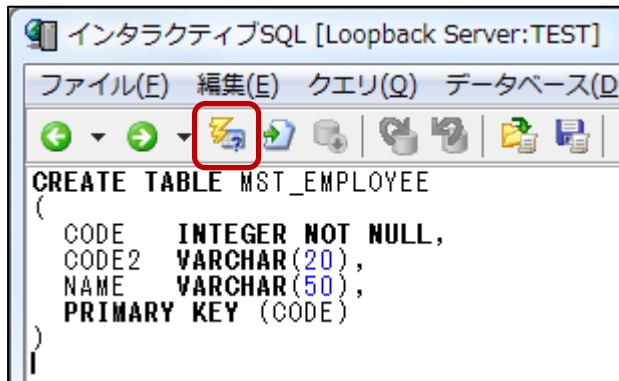 インタラクティブSQL [Loopback Server:TEST]
ファイル(F) 編集(E) クエリ(Q) データベース(D
CREATE TABLE MST_EMPLOYEE
(
CODE INTEGER NOT NULL,
CODE2 VARCHAR(20),
NAME VARCHAR(50),
PRIMARY KEY (CODE)
)